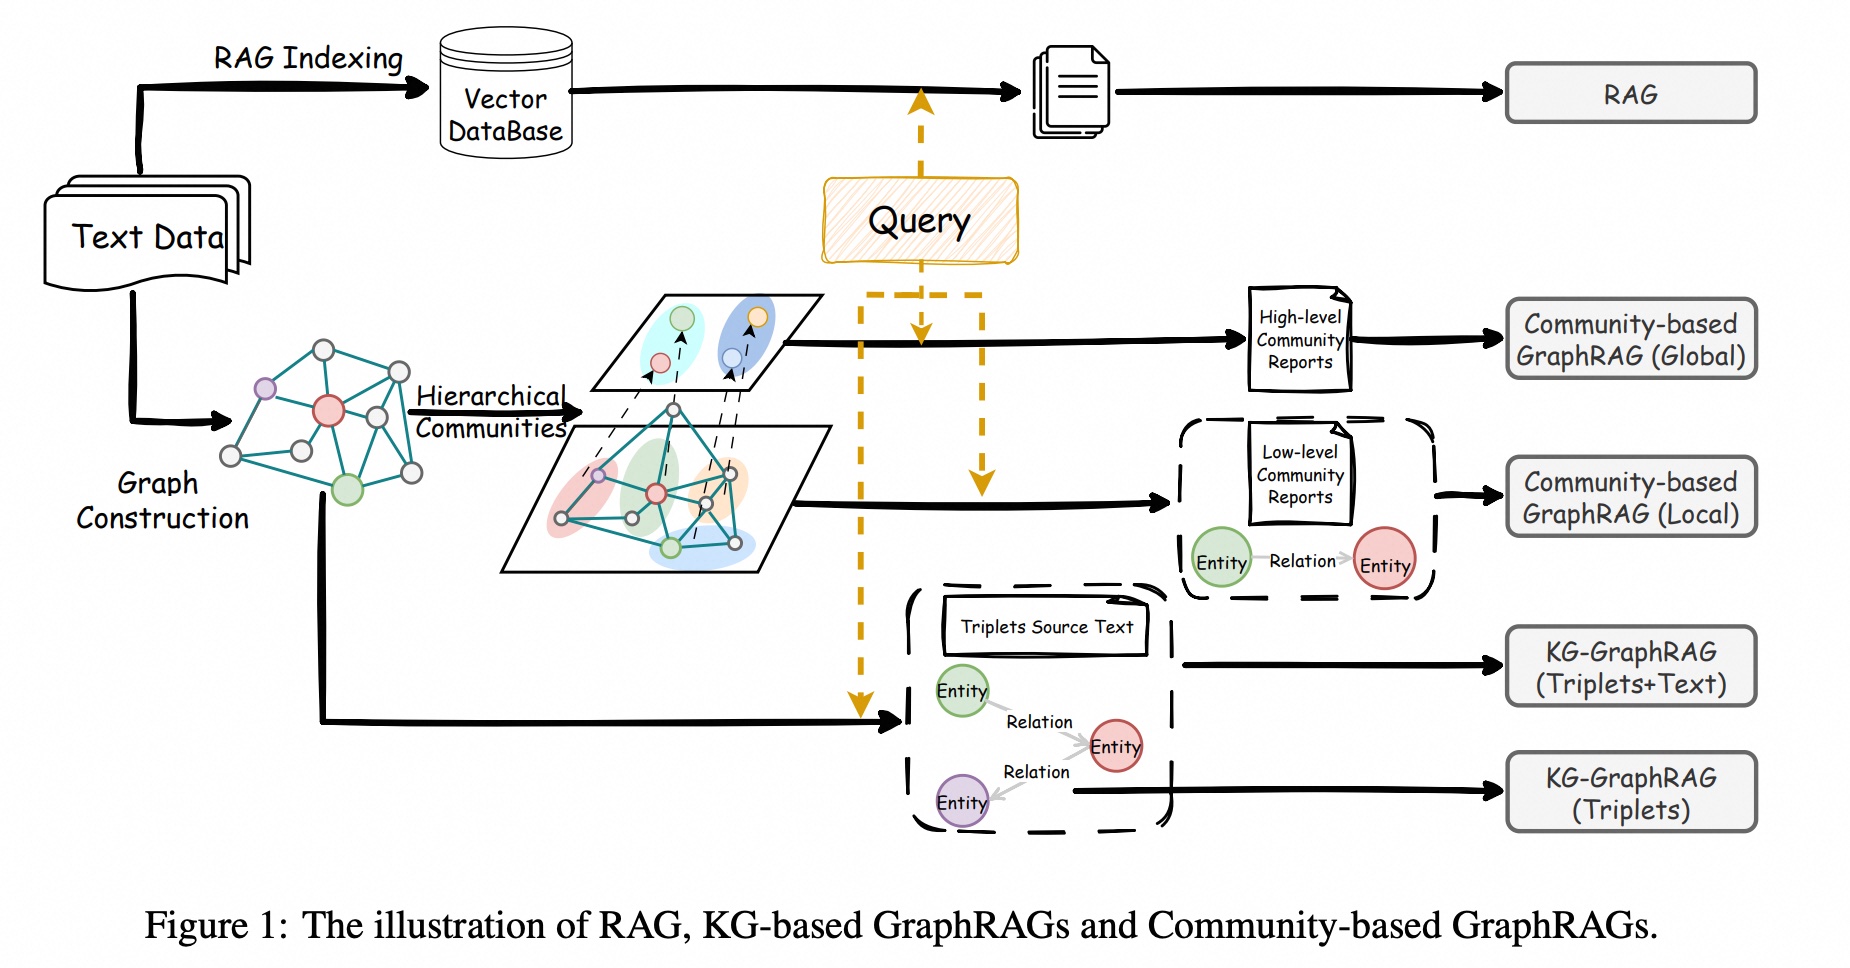 RAG Indexing
Vector
DataBase
RAG
Text Data
Query
High-level
Community
Reports
Community-based
GraphRAG (Global)
Hierarchical
Communities
Graph
Construction
Low-level
Community
Reports
Entity
Relation
Entity
Community-based
GraphRAG (Local)
Triplets Source Text
Entity
Relation
Entity
Relation
Entity
KG-GraphRAG
(Triplets+Text)
KG-GraphRAG
(Triplets)
Figure 1: The illustration of RAG, KG-based GraphRAGs and Community-based GraphRAGs.